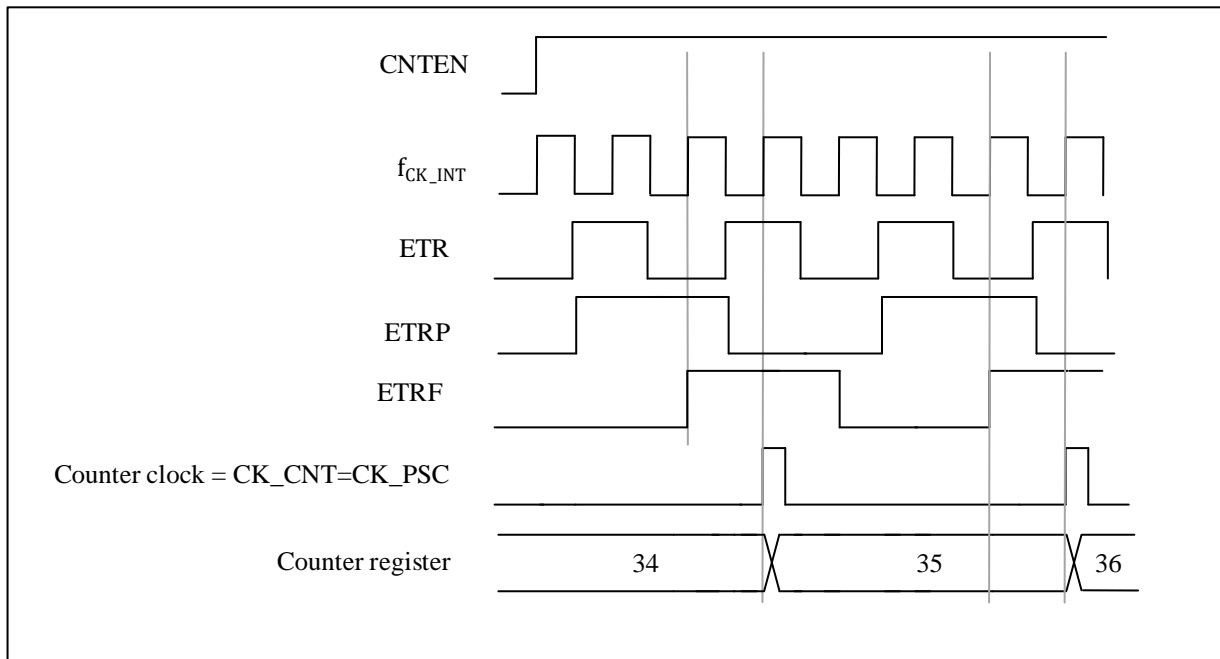 CNTEN
fCK_INT
ETR
ETRP
ETRF
Counter clock = CK_CNT=CK_PSC
Counter register 34 35 36